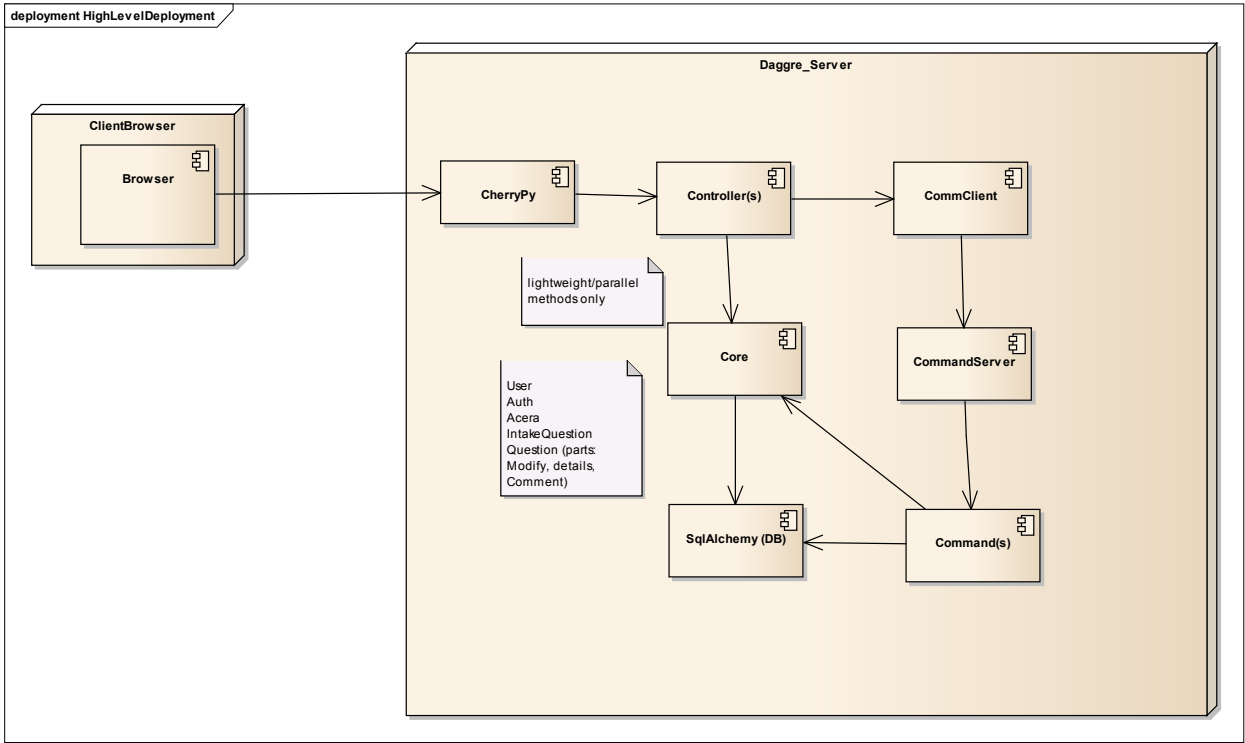 deployment HighLevelDeployment
Daggre_Server
ClientBrowser
Browser
CherryPy
Controller(s)
CommClient
lightweight/parallel
methods only
Core
CommandServer
User
Auth
Acera
IntakeQuestion
Question (parts:
Modify, details,
Comment)
SqlAlchemy (DB)
Command(s)